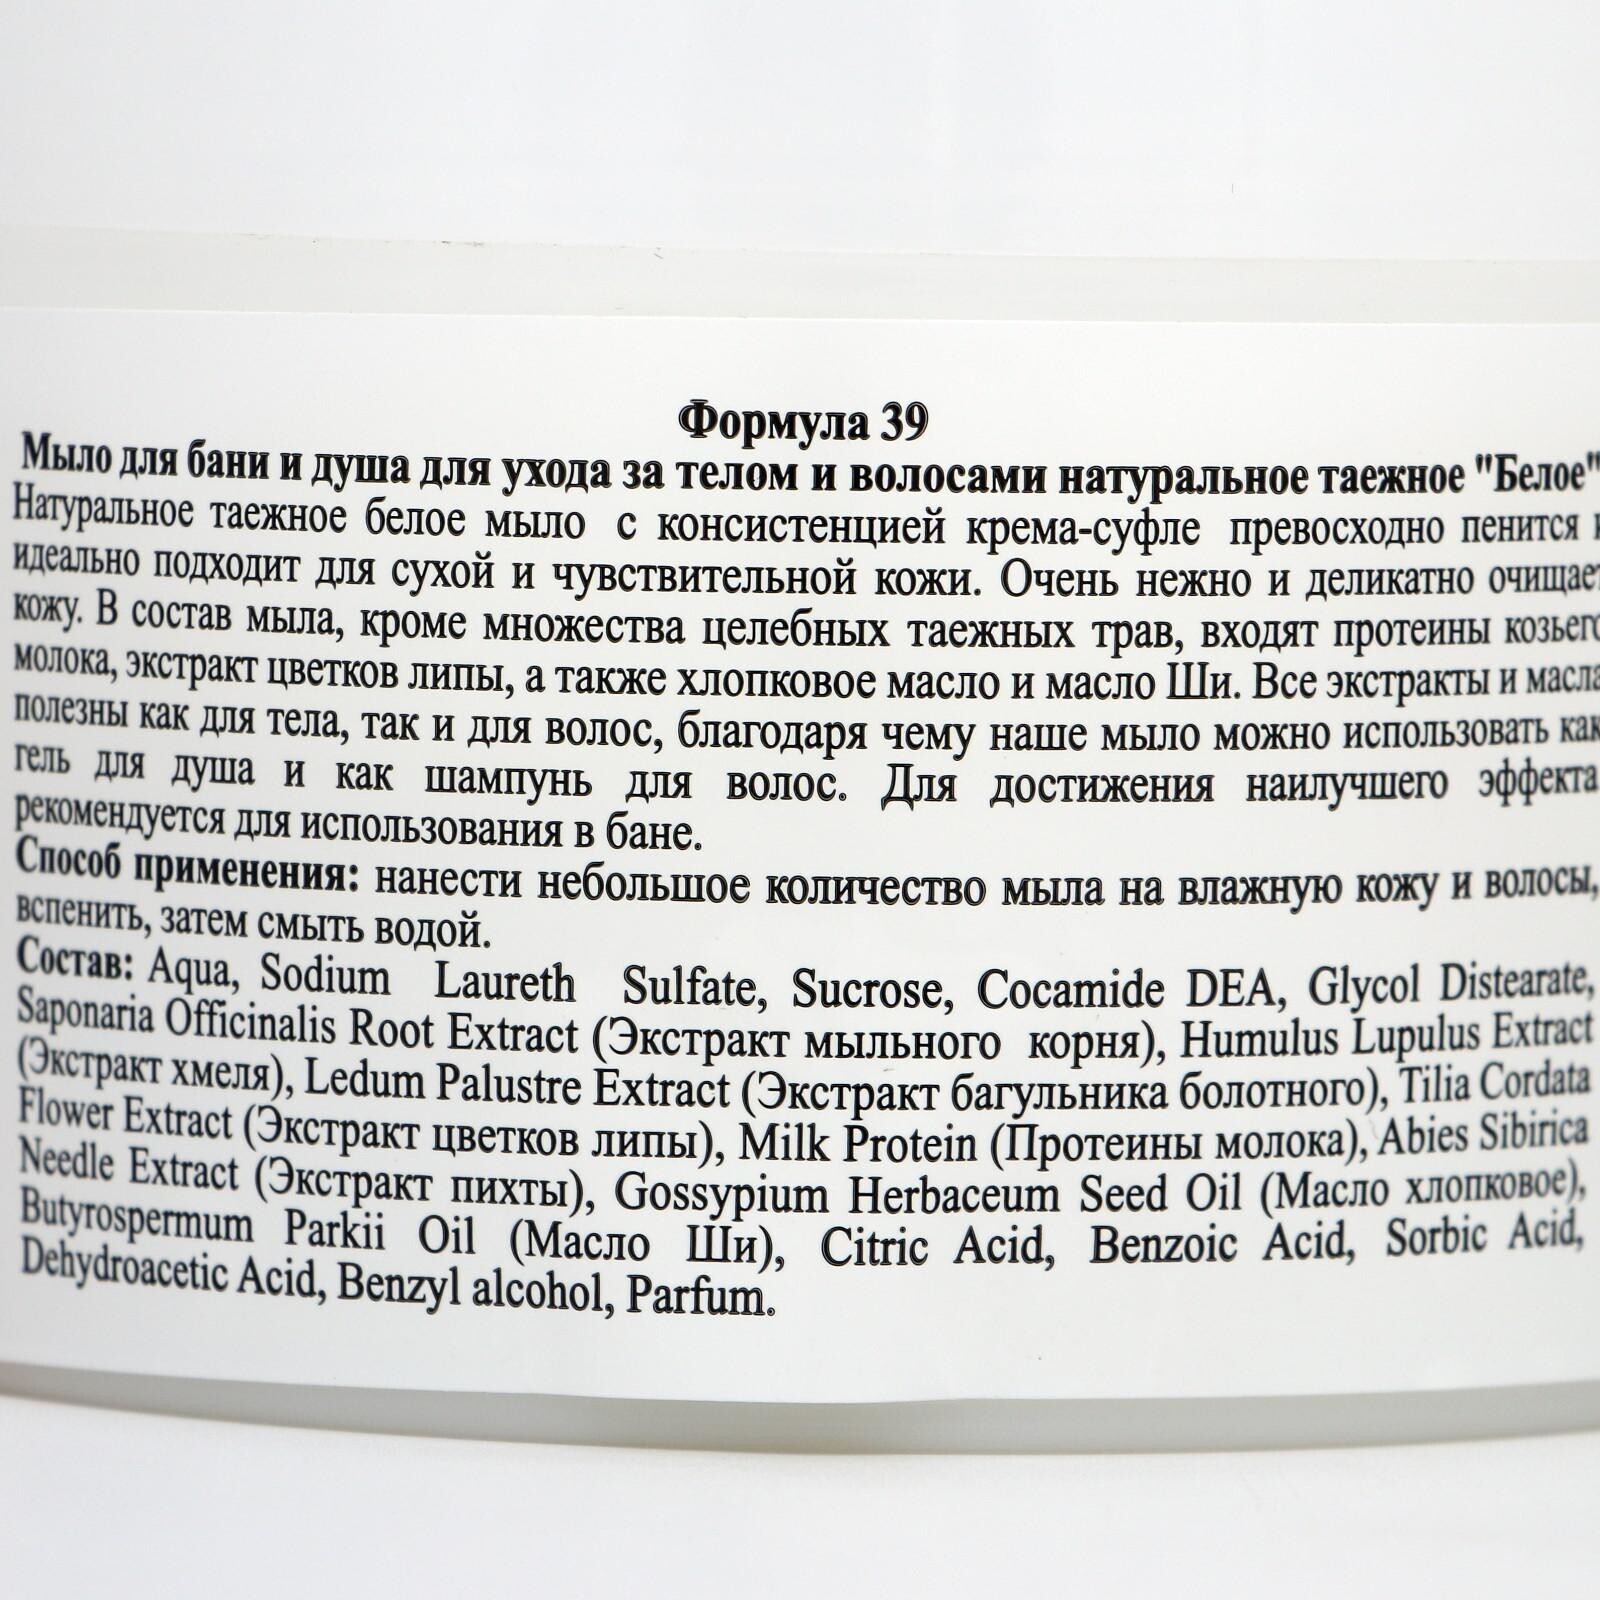 Формула 39
Мыло для бани и душа для ухода за телом и волосами натуральное таежное "Белое"
Натуральное таежное белое мыло с консистенцией крема-суфле превосходно пенится и
идеально подходит для сухой и чувствительной кожи. Очень нежно и деликатно очищает
кожу. В состав мыла, кроме множества целебных таежных трав, входят протеины козьего
молока, экстракт цветков липы, а также хлопковое масло и масло Ши. Все экстракты и масла
полезны как для тела, так и для волос, благодаря чему наше мыло можно использовать как
гель для душа и как шампунь для волос. Для достижения наилучшего эффекта
рекомендуется для использования в бане.
Способ применения: нанести небольшое количество мыла на влажную кожу и волосы,
вспенить, затем смыть водой.
Состав: Aqua, Sodium Laureth Sulfate, Sucrose, Cocamide DEA, Glycol Distearate,
Saponaria Officinalis Root Extract (Экстракт мыльного корня), Humulus Lupulus Extract
(Экстракт хмеля), Ledum Palustre Extract (Экстракт багульника болотного), Tilia Cordata
Flower Extract (Экстракт цветков липы), Milk Protein (Протеины молока), Abies Sibirica
Needle Extract (Экстракт пихты), Gossypium Herbaceum Seed Oil (Масло хлопковое),
Butyrospermum Parkii Oil (Масло Ши), Citric Acid, Benzoic Acid, Sorbic Acid,
Dehydroacetic Acid, Benzyl alcohol, Parfum.